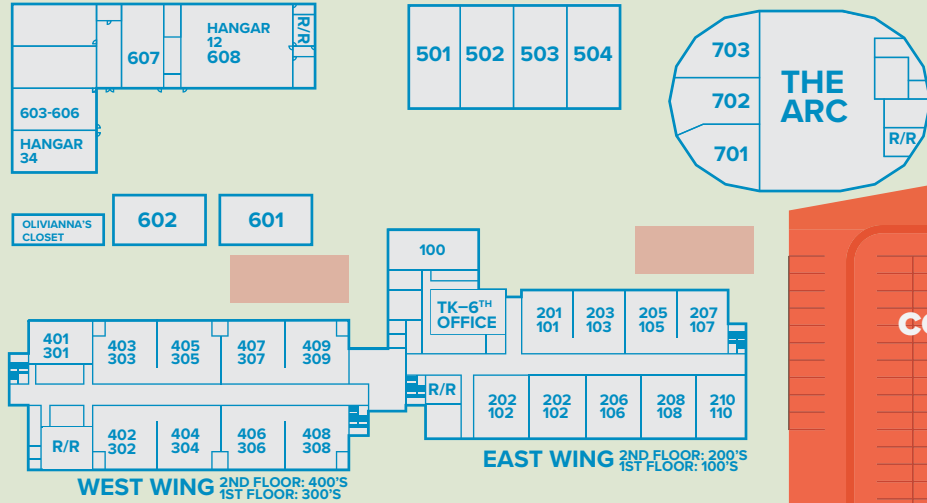 HANGAR
12
608
R/R
607
603-606
HANGAR
34
501
502
503
504
703
702
701
THE
ARC
R/R
OLIVIANNA'S
CLOSET
602
601
100
TK–6TH
OFFICE
201
101
203
103
205
105
207
107
401
301
403
303
405
305
407
307
409
309
R/R
202
102
202
102
206
106
208
108
210
110
R/R
402
302
404
304
406
306
408
308
WEST WING
2ND FLOOR: 400'S
1ST FLOOR: 300'S
EAST WING
2ND FLOOR: 200'S
1ST FLOOR: 100'S